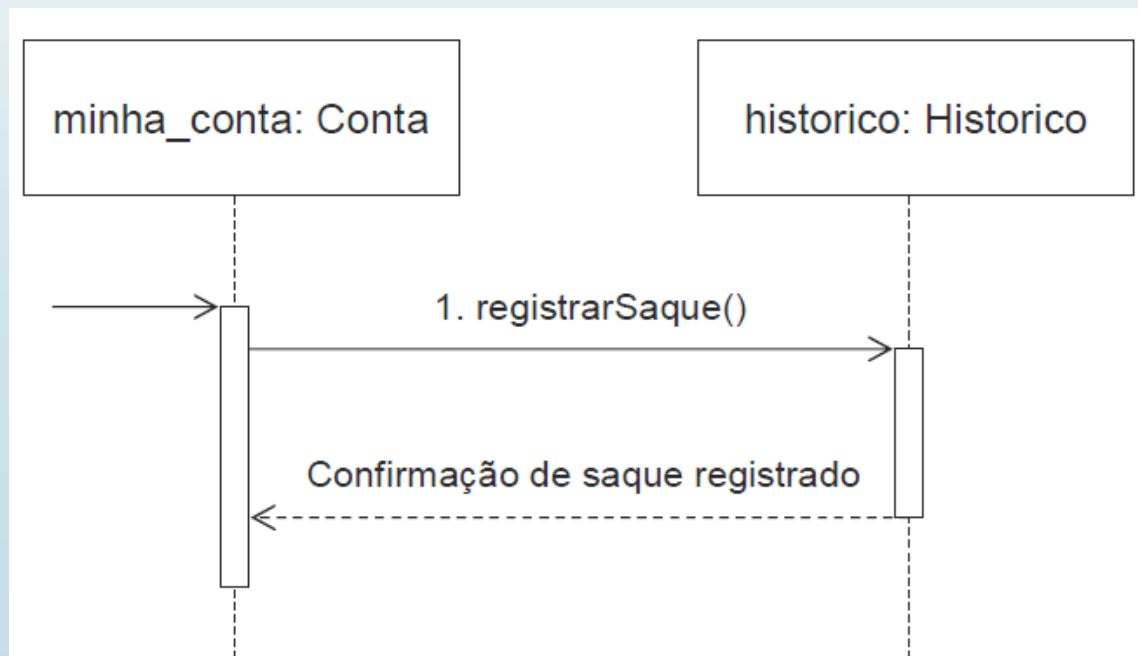 minha_conta: Conta
historico: Historico
1. registrarSaque()
Confirmação de saque registrado